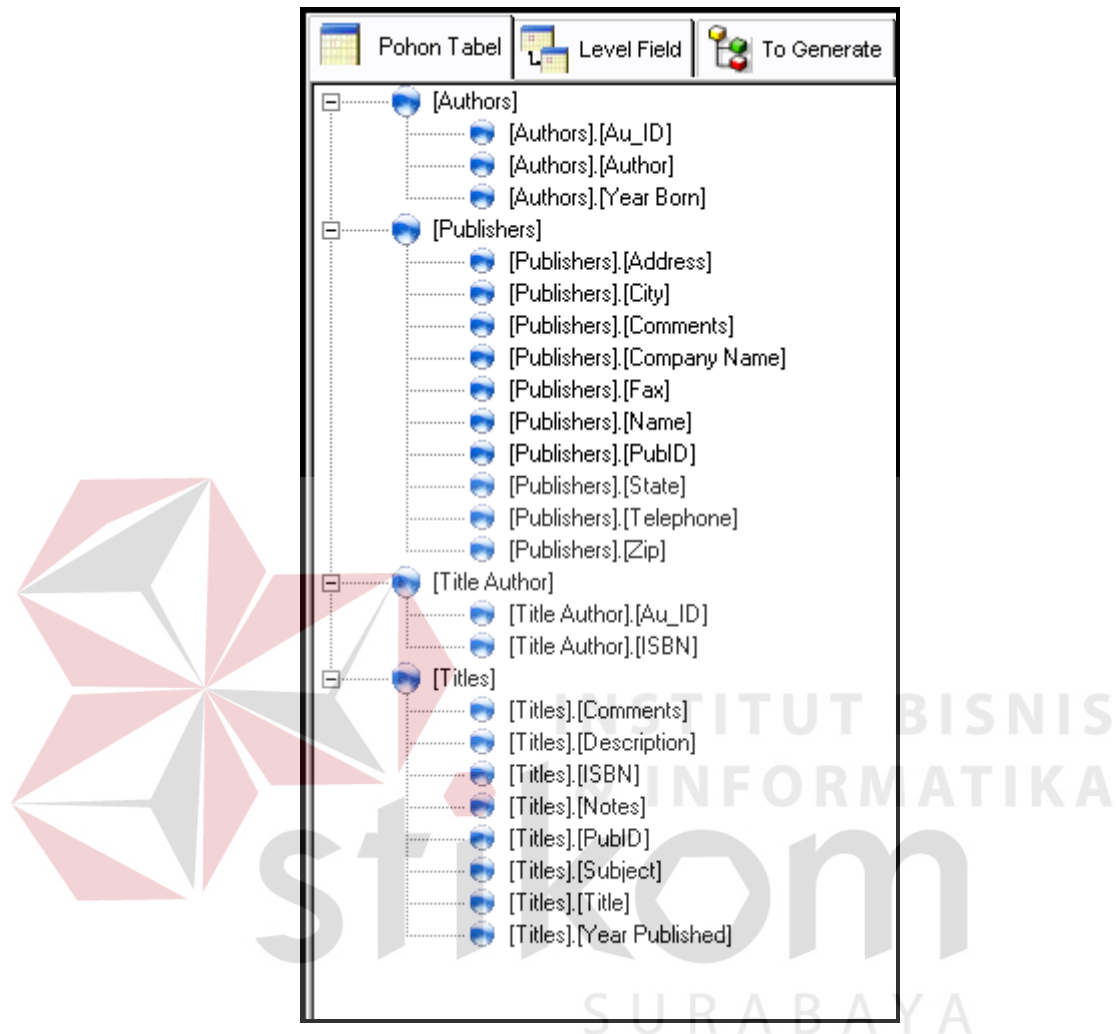 Pohon Tabel Level Field To Generate
[Authors]
[Authors].[Au_ID]
[Authors].[Author]
[Authors].[Year Born]
[Publishers]
[Publishers].[Address]
[Publishers].[City]
[Publishers].[Comments]
[Publishers].[Company Name]
[Publishers].[Fax]
[Publishers].[Name]
[Publishers].[PubID]
[Publishers].[State]
[Publishers].[Telephone]
[Publishers].[Zip]
[Title Author]
[Title Author].[Au_ID]
[Title Author].[ISBN]
[Titles]
[Titles].[Comments]
[Titles].[Description]
[Titles].[ISBN]
[Titles].[Notes]
[Titles].[PubID]
[Titles].[Subject]
[Titles].[Title]
[Titles].[Year Published]
INSTITUT BISNIS
& INFORMATIKA
stikom
SURABAYA